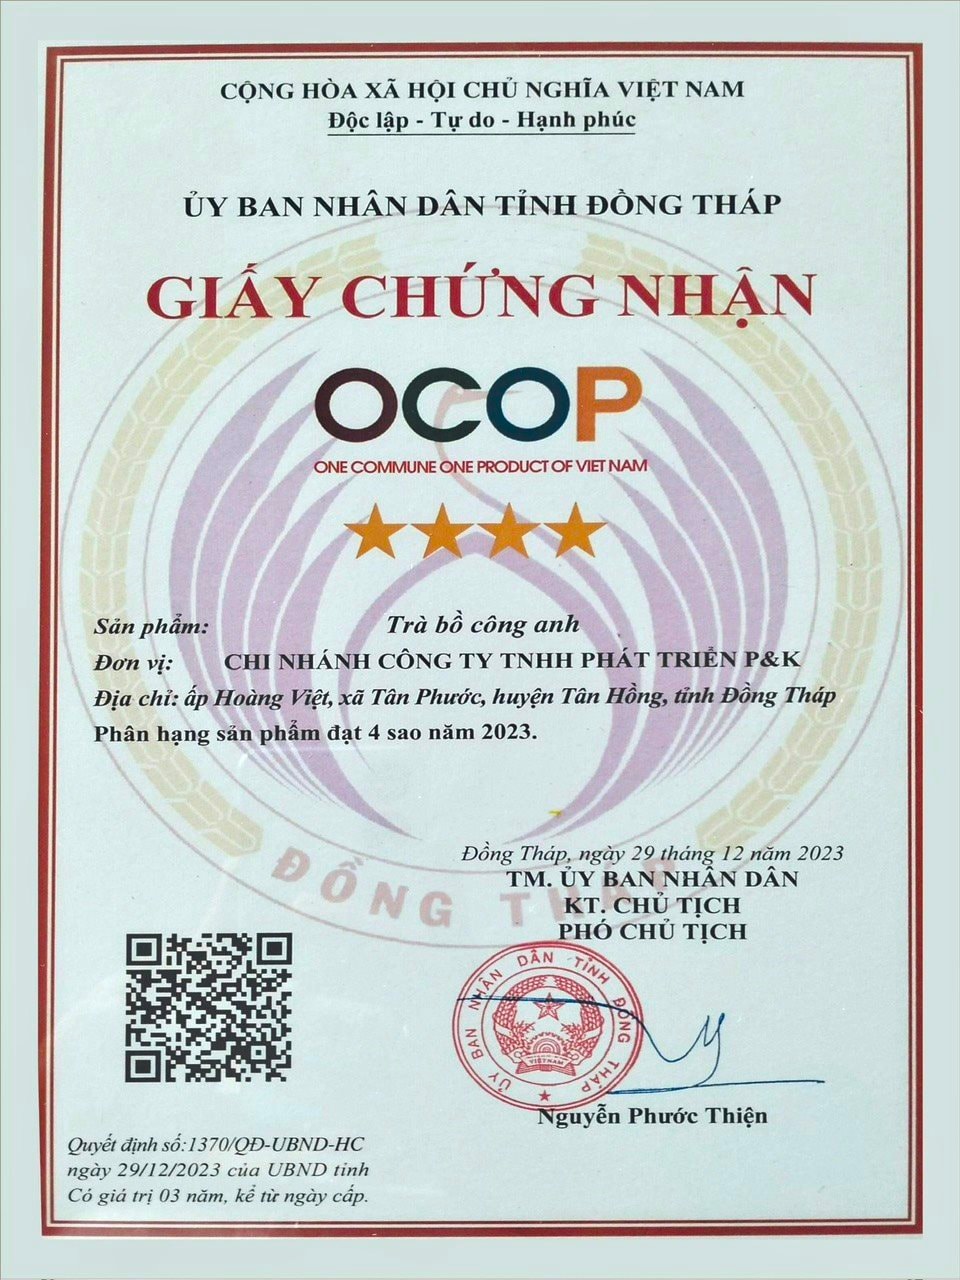 CỘNG HÒA XÃ HỘI CHỦ NGHĨA VIỆT NAM
Độc lập - Tự do - Hạnh phúc
ỦY BAN NHÂN DÂN TỈNH ĐỒNG THÁP
GIẤY CHỨNG NHẬN
OCOP
ONE COMMUNE ONE PRODUCT OF VIET NAM
Sản phẩm: Trà bồ công anh
Đơn vị: CHI NHÁNH CÔNG TY TNHH PHÁT TRIỂN P&K
Địa chỉ: ấp Hoàng Việt, xã Tân Phước, huyện Tân Hồng, tỉnh Đồng Tháp
Phân hạng sản phẩm đạt 4 sao năm 2023.
Đồng Tháp, ngày 29 tháng 12 năm 2023
TM. ỦY BAN NHÂN DÂN
KT. CHỦ TỊCH
PHÓ CHỦ TỊCH
ĐỒNG THÁP
ỦY BAN NHÂN DÂN TỈNH ĐỒNG THÁP
VIỆT NAM
Nguyễn Phước Thiện
Quyết định số:1370/QĐ-UBND-HC
ngày 29/12/2023 của UBND tỉnh
Có giá trị 03 năm, kể từ ngày cấp.